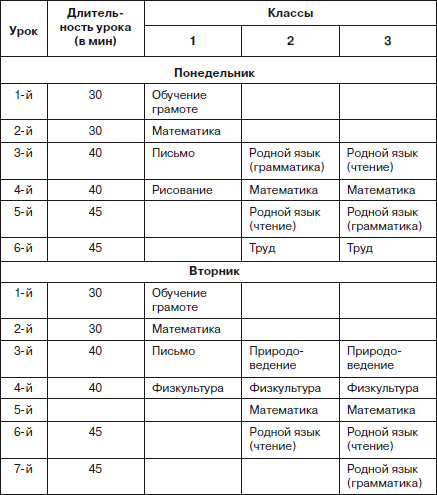 Урок Длитель-ность урока (в мин) Классы
1 2 3
Понедельник
1-й 30 Обучение грамоте
2-й 30 Математика
3-й 40 Письмо Родной язык (грамматика) Родной язык (чтение)
4-й 40 Рисование Математика Математика
5-й 45 Родной язык (чтение) Родной язык (грамматика)
6-й 45 Труд Труд
Вторник
1-й 30 Обучение грамоте
2-й 30 Математика
3-й 40 Письмо Природо-ведение Природо-ведение
4-й 40 Физкультура Физкультура Физкультура
5-й Математика Математика
6-й 45 Родной язык (чтение) Родной язык (чтение)
7-й 45 Родной язык (грамматика)